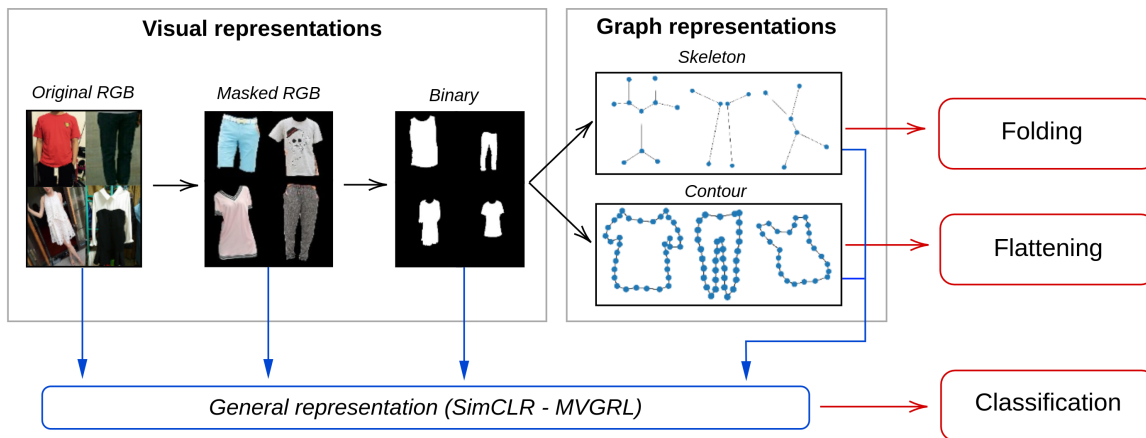 Visual representations
Graph representations
Skeleton
Original RGB
Masked RGB
Binary
Folding
Contour
Flattening
General representation (SimCLR - MVGRL)
Classification